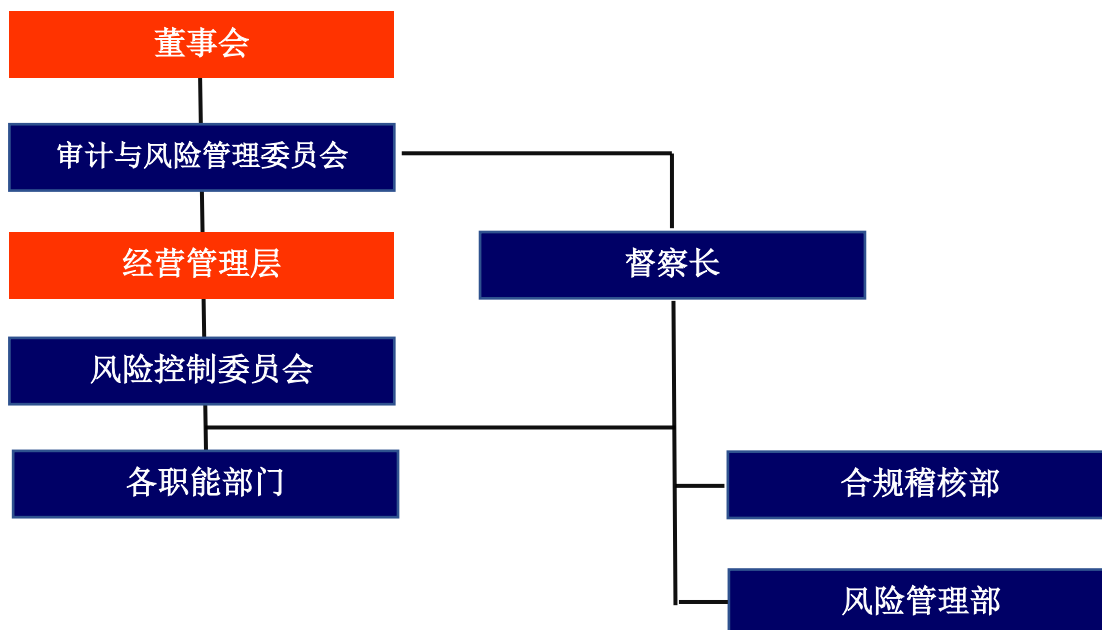 董事会
审计与风险管理委员会
经营管理层
督察长
风险控制委员会
各职能部门
合规稽核部
风险管理部